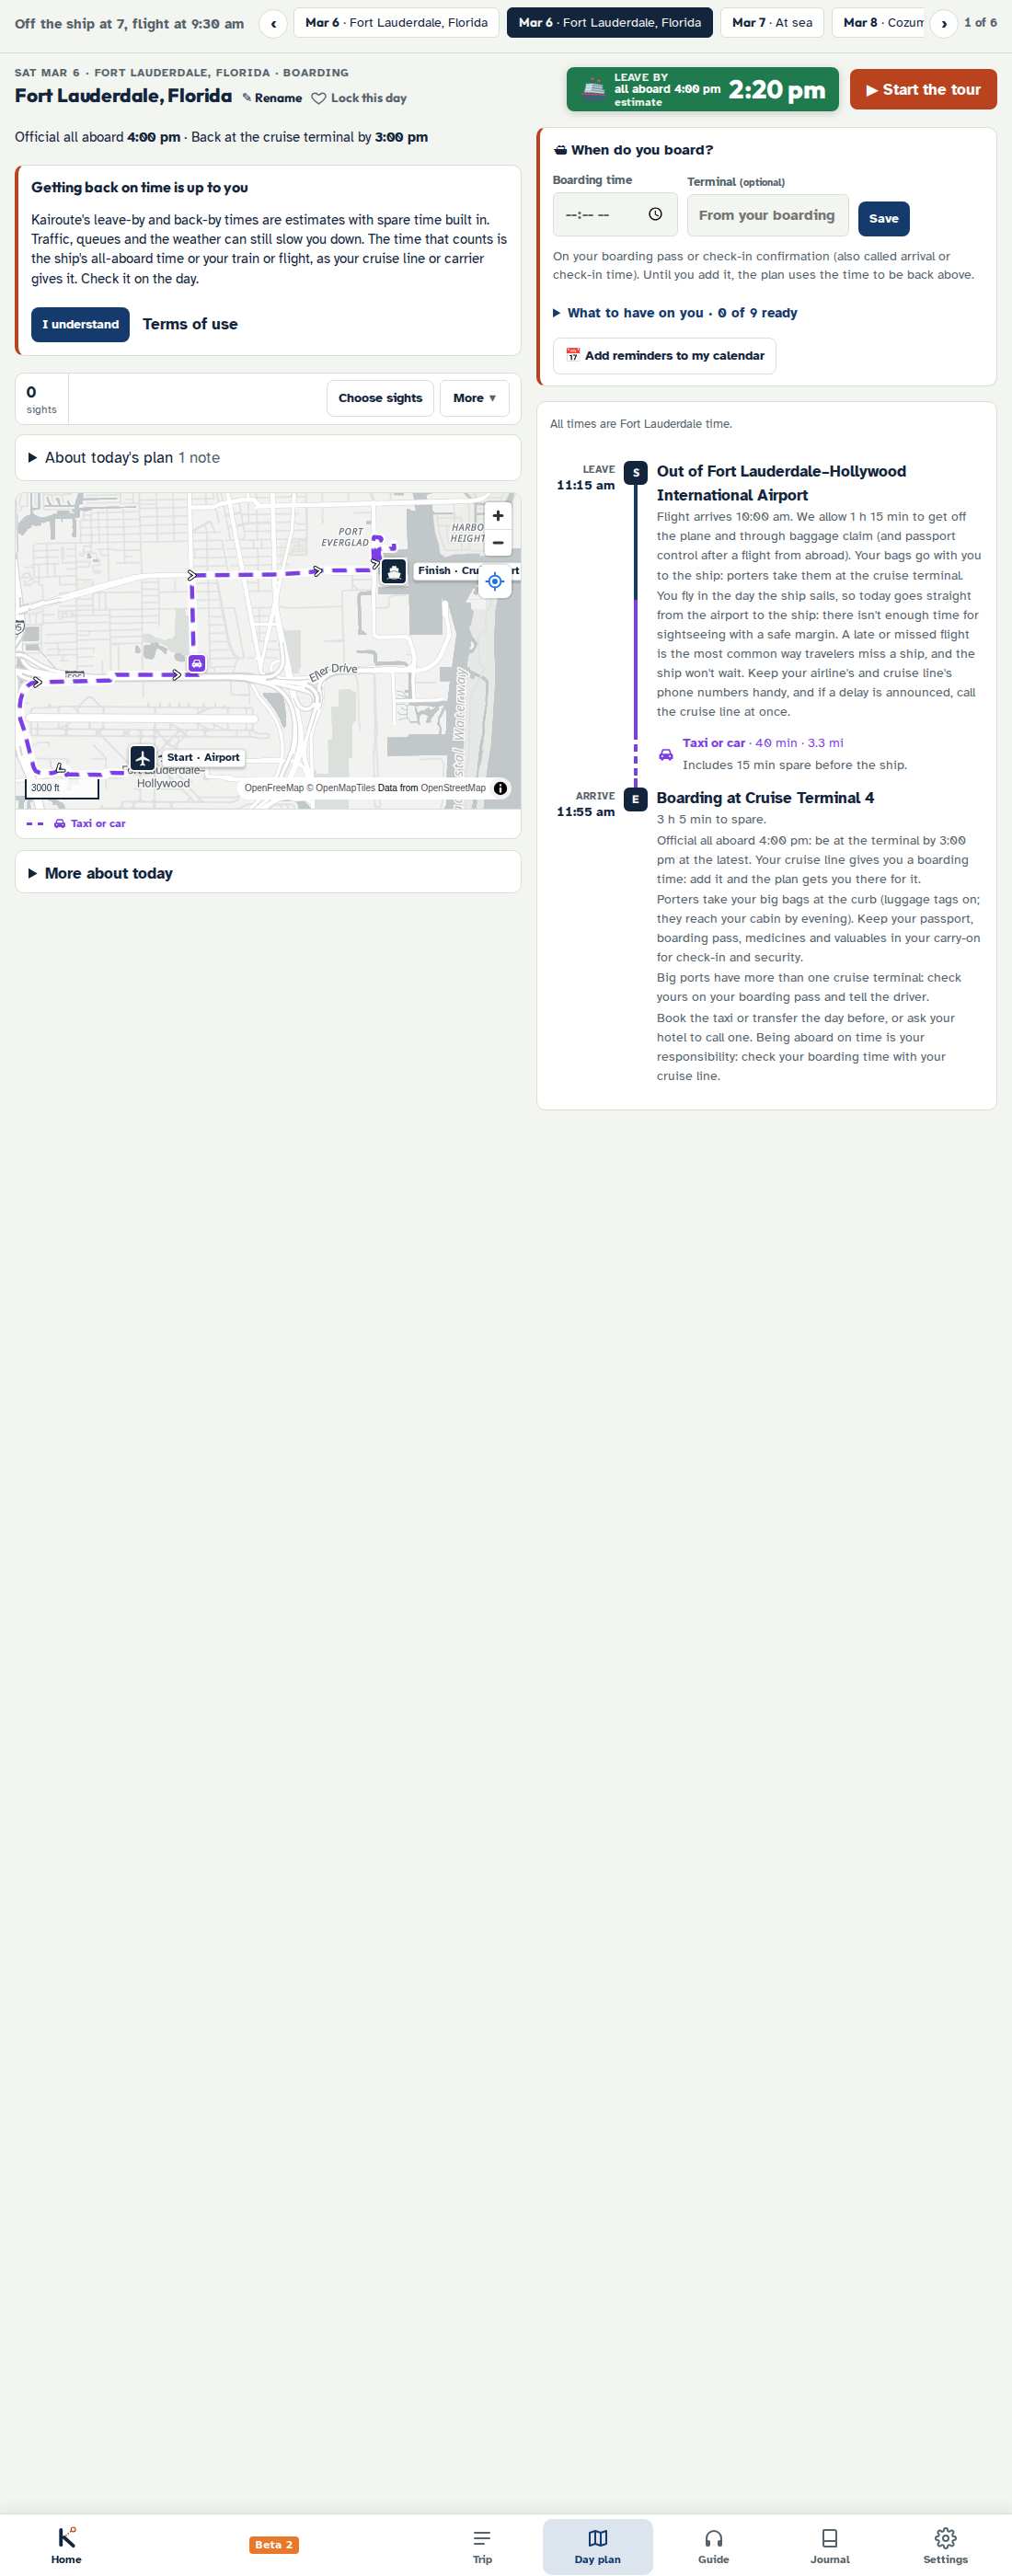 Off the ship at 7, flight at 9:30 am
‹
Mar 6 · Fort Lauderdale, Florida
Mar 6 · Fort Lauderdale, Florida
Mar 7 · At sea
Mar 8 · Cozum
›
1 of 6
SAT MAR 6 · FORT LAUDERDALE, FLORIDA · BOARDING
Fort Lauderdale, Florida
✎ Rename
Lock this day
LEAVE BY
all aboard 4:00 pm
estimate
2:20 pm
▶ Start the tour
Official all aboard 4:00 pm · Back at the cruise terminal by 3:00 pm
Getting back on time is up to you
Kairoute's leave-by and back-by times are estimates with spare time built in.
Traffic, queues and the weather can still slow you down. The time that counts is
the ship's all-aboard time or your train or flight, as your cruise line or carrier
gives it. Check it on the day.
I understand
Terms of use
0
sights
Choose sights
More ▾
▶ About today's plan 1 note
PORT
EVERGLAD
HARBO
HEIGHT
+
−
Finish · Cru
rt
Eller Drive
stal Waterway
Start · Airport
Fort Lauderdale–
Hollywood
3000 ft
OpenFreeMap © OpenMapTiles Data from OpenStreetMap
Taxi or car
▶ More about today
When do you board?
Boarding time
Terminal (optional)
--:-- --
From your boarding
Save
On your boarding pass or check-in confirmation (also called arrival or
check-in time). Until you add it, the plan uses the time to be back above.
▶ What to have on you · 0 of 9 ready
Add reminders to my calendar
All times are Fort Lauderdale time.
LEAVE
11:15 am
S
Out of Fort Lauderdale–Hollywood
International Airport
Flight arrives 10:00 am. We allow 1 h 15 min to get off
the plane and through baggage claim (and passport
control after a flight from abroad). Your bags go with you
to the ship: porters take them at the cruise terminal.
You fly in the day the ship sails, so today goes straight
from the airport to the ship: there isn't enough time for
sightseeing with a safe margin. A late or missed flight
is the most common way travelers miss a ship, and the
ship won't wait. Keep your airline's and cruise line's
phone numbers handy, and if a delay is announced, call
the cruise line at once.
Taxi or car · 40 min · 3.3 mi
Includes 15 min spare before the ship.
ARRIVE
11:55 am
E
Boarding at Cruise Terminal 4
3 h 5 min to spare.
Official all aboard 4:00 pm: be at the terminal by 3:00
pm at the latest. Your cruise line gives you a boarding
time: add it and the plan gets you there for it.
Porters take your big bags at the curb (luggage tags on;
they reach your cabin by evening). Keep your passport,
boarding pass, medicines and valuables in your carry-on
for check-in and security.
Big ports have more than one cruise terminal: check
yours on your boarding pass and tell the driver.
Book the taxi or transfer the day before, or ask your
hotel to call one. Being aboard on time is your
responsibility: check your boarding time with your
cruise line.
Home
Beta 2
Trip
Day plan
Guide
Journal
Settings